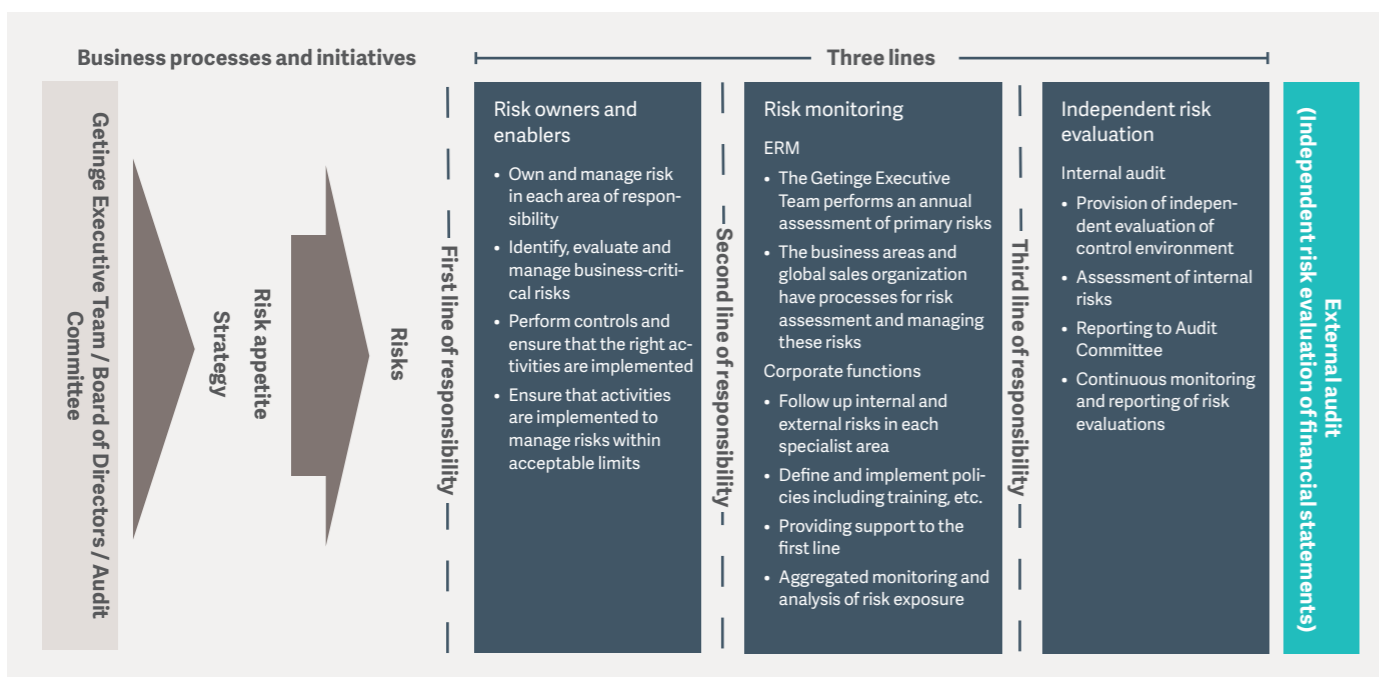 Business processes and initiatives
Three lines
Getinge Executive Team / Board of Directors / Audit
Committee
Strategy
Risk appetite
Risks
First line of responsibility
Risk owners and
enablers
• Own and manage risk
in each area of respon-
sibility
• Identify, evaluate and
manage business-criti-
cal risks
• Perform controls and
ensure that the right ac-
tivities are implemented
• Ensure that activities
are implemented to
manage risks within
acceptable limits
Second line of responsibility
Risk monitoring
ERM
• The Getinge Executive
Team performs an annual
assessment of primary risks
• The business areas and
global sales organization
have processes for risk
assessment and managing
these risks
Corporate functions
• Follow up internal and
external risks in each
specialist area
• Define and implement poli-
cies including training, etc.
• Providing support to the
first line
• Aggregated monitoring and
analysis of risk exposure
Third line of responsibility
Independent risk
evaluation
Internal audit
• Provision of indepen-
dent evaluation of
control environment
• Assessment of internal
risks
• Reporting to Audit
Committee
• Continuous monitoring
and reporting of risk
evaluations
External audit
(Independent risk evaluation of financial statements)